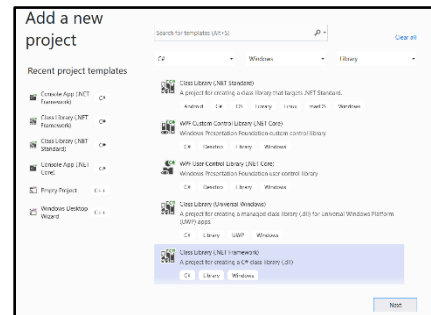 Add a new
project
Search for templates (Alt+S)
Clear all
C#
Windows
Library
Recent project templates
Console App (.NET
Framework)
C#
Class Library (.NET
Framework)
C#
Class Library (.NET
Standard)
C#
Console App (.NET
Core)
C#
Empty Project
C++
Windows Desktop
Wizard
C++
Class Library (.NET Standard)
A project for creating a class library that targets .NET Standard.
Android C# iOS Library Linux macOS Windows
WPF Custom Control Library (.NET Core)
Windows Presentation Foundation custom control library
C# Desktop Library Windows
WPF User Control Library (.NET Core)
Windows Presentation Foundation user control library
C# Desktop Library Windows
Class Library (Universal Windows)
A project for creating a managed class library (.dll) for Universal Windows Platform
(UWP) apps.
C# Library UWP Windows
Class Library (.NET Framework)
A project for creating a C# class library (.dll)
C# Library Windows
Next